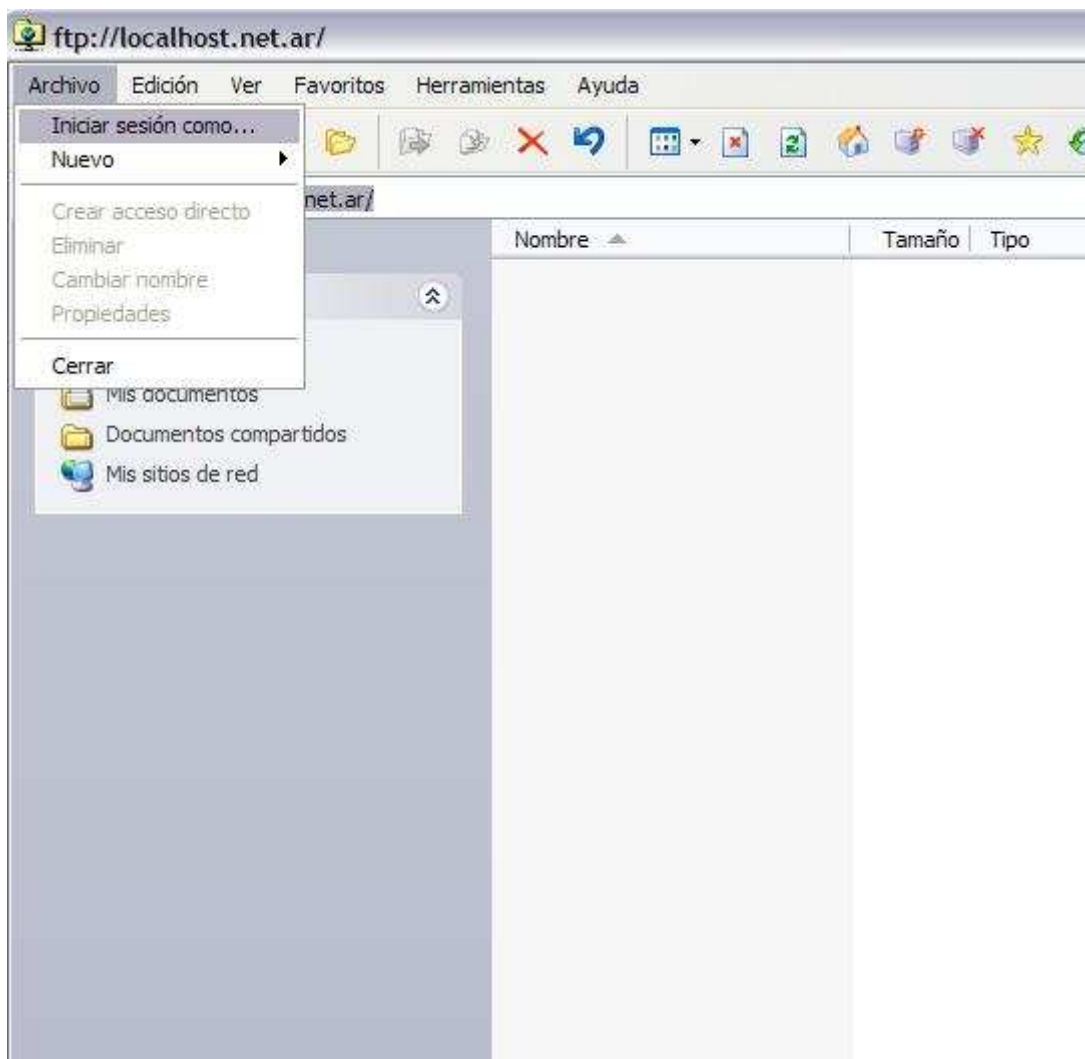 ftp://localhost.net.ar/
Archivo Edición Ver Favoritos Herramientas Ayuda
Iniciar sesión como...
Nuevo
net.ar/
Crear acceso directo
Eliminar
Cambiar nombre
Propiedades
Cerrar
Nombre Tamaño Tipo
Mis documentos
Documentos compartidos
Mis sitios de red